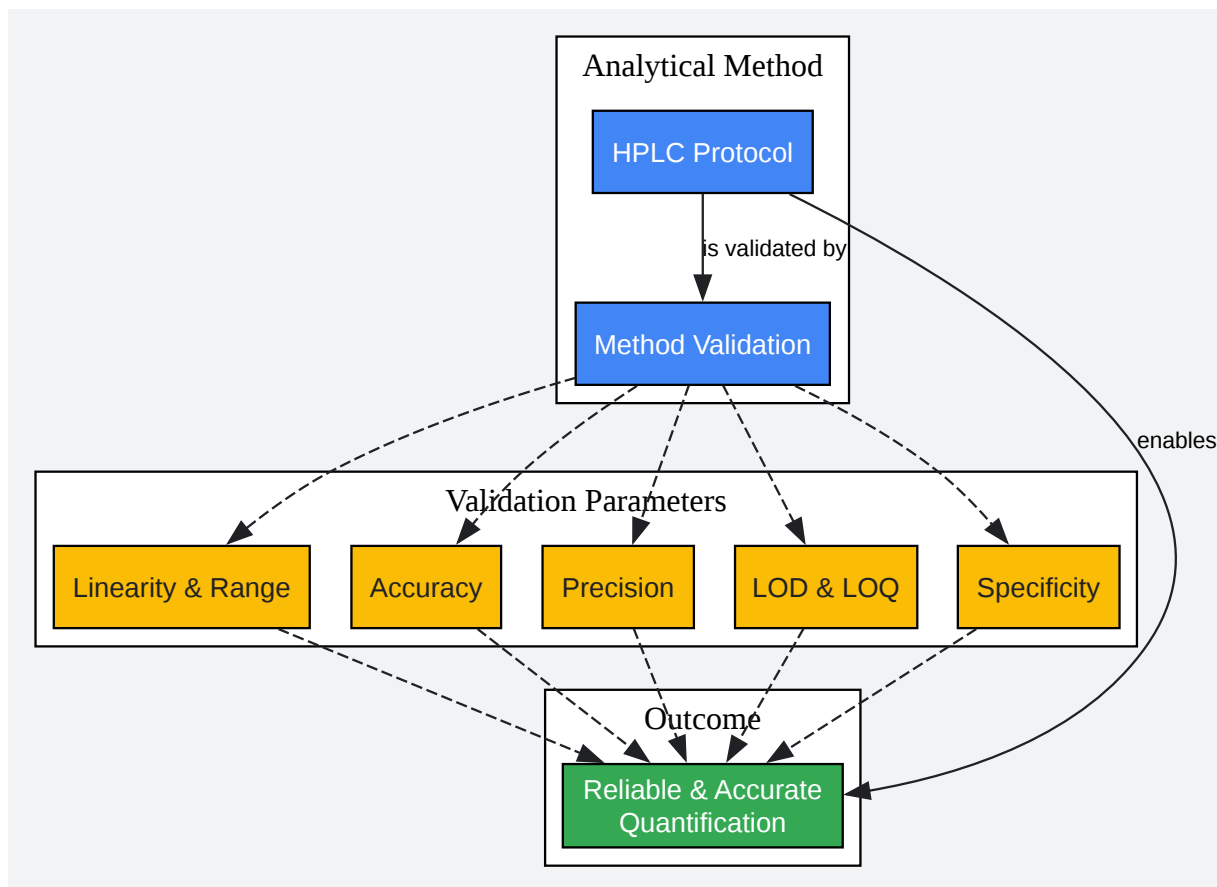 Analytical Method
HPLC Protocol
is validated by
Method Validation
enables
Validation Parameters
Linearity & Range
Accuracy
Precision
LOD & LOQ
Specificity
Outcome
Reliable & Accurate
Quantification